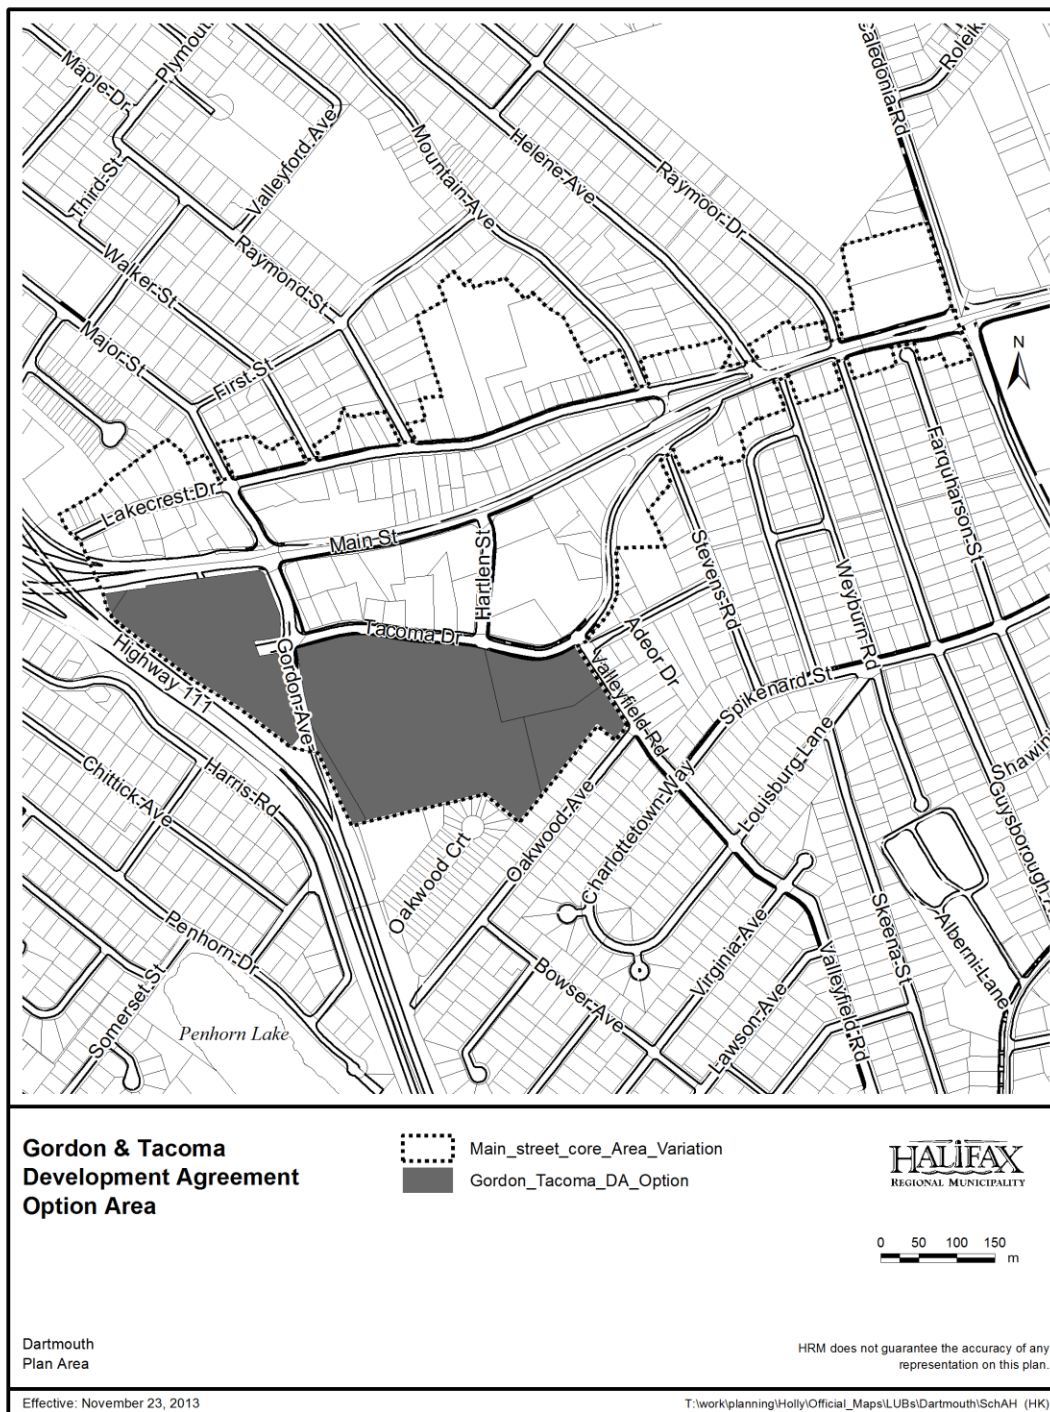 Maple-Dr
Plymout
Third-St
Valleyford Ave
Mountain-Ave
Helene-Ave
Raymoor-Dr
Caledonia-Rd
Roleik
Walker-St
Raymond-St
Major-St
First-St
N
Lakecrest-Dr
Main-St
Hartlen-St
Stevens-Rd
Weyburn-Rd
Farquharson-St
Tacoma-Dr
Adeor-Dr
Highway-111
Gordon-Ave
Valleyfield-Rd
Spikenard-St
Louisburg-Lane
Shawini
Guysborough-A
Harris-Rd
Chittick-Ave
Oakwood-Ave
Oakwood Crt
Charlottetown-Way
Penhorn-Dr
Somerset-St
Penhorn Lake
Bowser-Ave
Virginia-Ave
Lawson-Ave
Valleyfield-Rd
Skeena-St
Alberni-Lane
Gordon & Tacoma
Development Agreement
Option Area
Main_street_core_Area_Variation
Gordon_Tacoma_DA_Option
HALIFAX
REGIONAL MUNICIPALITY
0 50 100 150
m
Dartmouth
Plan Area
HRM does not guarantee the accuracy of any
representation on this plan.
Effective: November 23, 2013
T:\work\planning\Holly\Official_Maps\LUBs\Dartmouth\SchAH (HK)